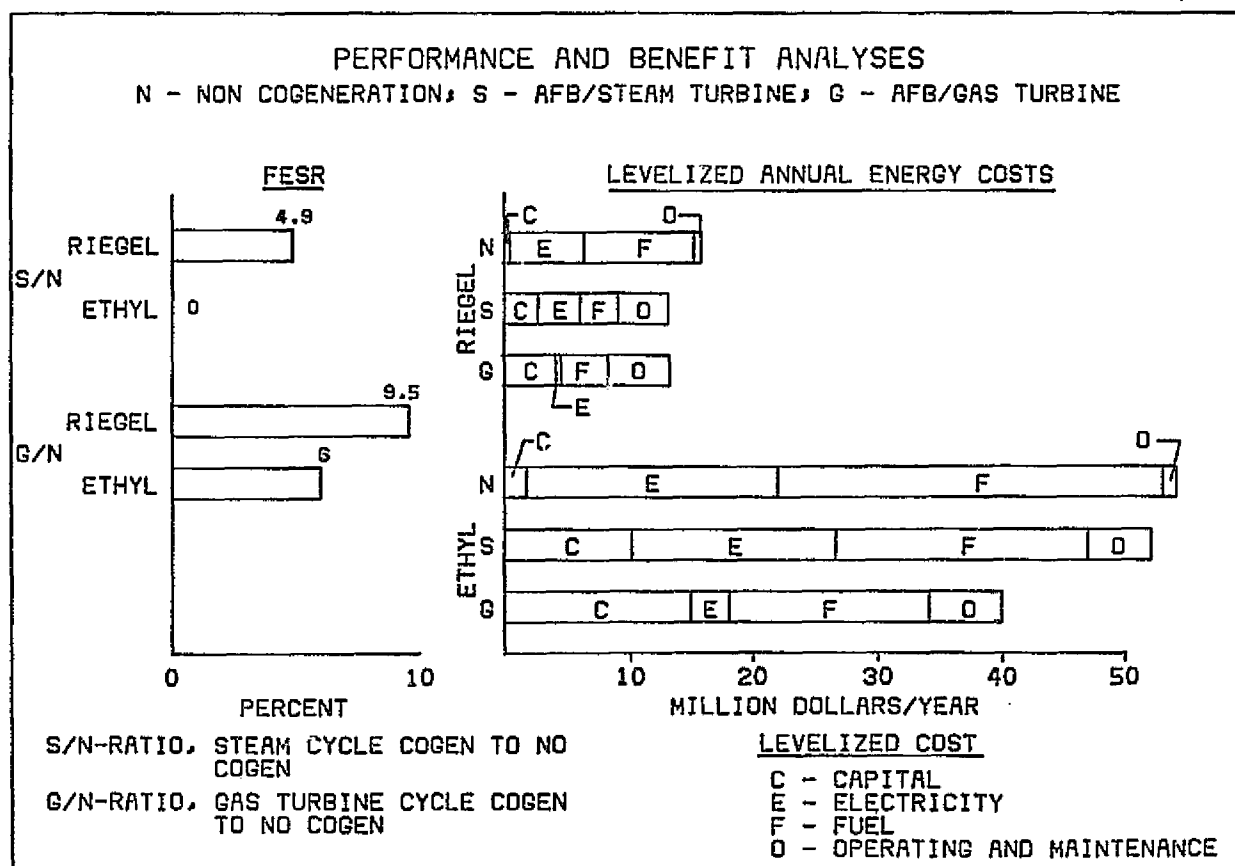 PERFORMANCE AND BENEFIT ANALYSES
N - NON COGENERATION; S - AFB/STEAM TURBINE; G - AFB/GAS TURBINE
FESR
S/N
RIEGEL 4.9
ETHYL 0
G/N
RIEGEL 9.5
ETHYL 6
0 10
PERCENT
LEVELIZED ANNUAL ENERGY COSTS
RIEGEL
C O
N E F
S C E F O
G C F O
E
ETHYL
C O
N E F
S C E F O
G C E F O
10 20 30 40 50
MILLION DOLLARS/YEAR
S/N-RATIO, STEAM CYCLE COGEN TO NO
COGEN
G/N-RATIO, GAS TURBINE CYCLE COGEN
TO NO COGEN
LEVELIZED COST
C - CAPITAL
E - ELECTRICITY
F - FUEL
O - OPERATING AND MAINTENANCE